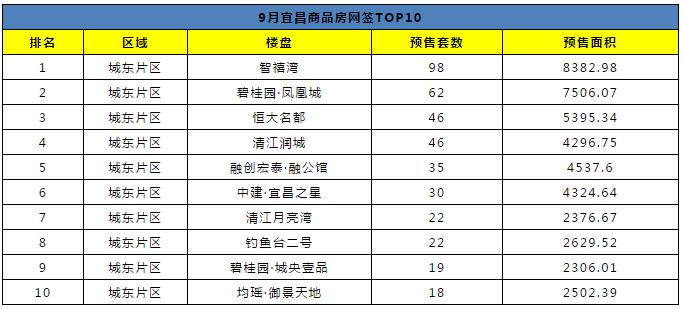 9月宜昌商品房网签TOP10
排名 区域 楼盘 预售套数 预售面积
1 城东片区 智禧湾 98 8382.98
2 城东片区 碧桂园·凤凰城 62 7506.07
3 城东片区 恒大名都 46 5395.34
4 城东片区 清江润城 46 4296.75
5 城东片区 融创宏泰·融公馆 35 4537.6
6 城东片区 中建·宜昌之星 30 4324.64
7 城东片区 清江月亮湾 22 2376.67
8 城东片区 钓鱼台二号 22 2629.52
9 城东片区 碧桂园·城央壹品 19 2306.01
10 城东片区 均瑶·御景天地 18 2502.39